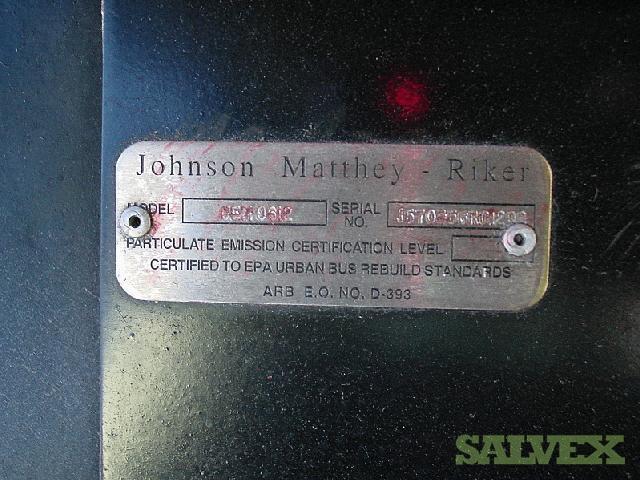 Johnson Matthey - Riker
MODEL SERIAL NO.
PARTICULATE EMISSION CERTIFICATION LEVEL
CERTIFIED TO EPA URBAN BUS REBUILD STANDARDS
ARB E.O. NO. D-393
SALVEX